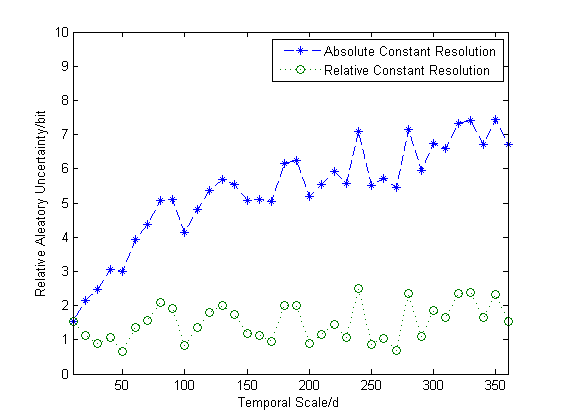 10
9
8
7
6
5
4
3
2
1
0
Relative Aleatory Uncertainty/bit
Absolute Constant Resolution
Relative Constant Resolution
50 100 150 200 250 300 350
Temporal Scale/d